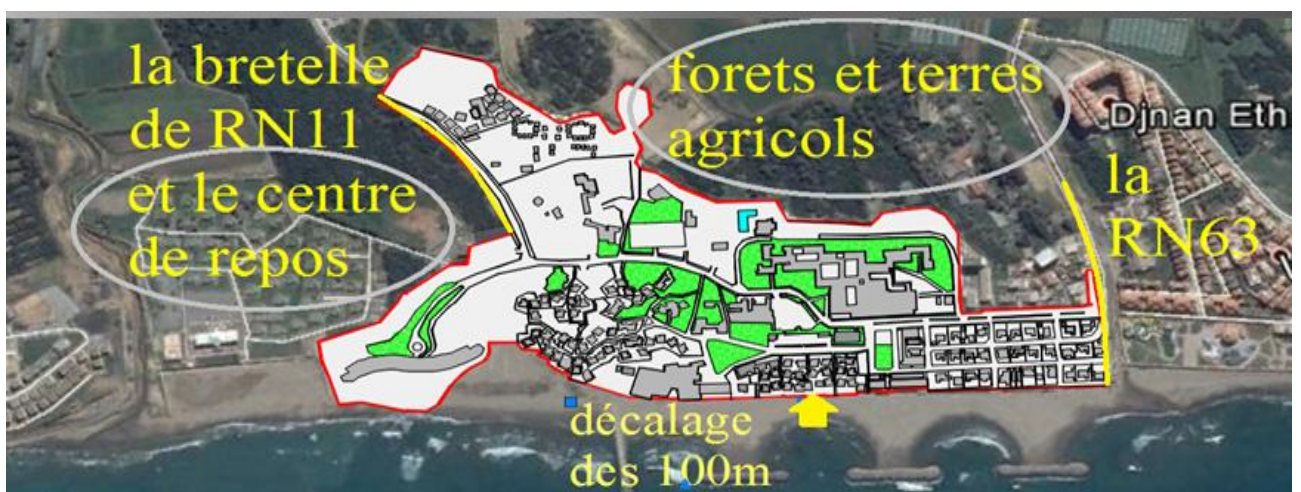 la bretelle
de RN11
et le centre
de repos
forets et terres
agricols
Djnan Eth
la
RN63
décalage
des 100m